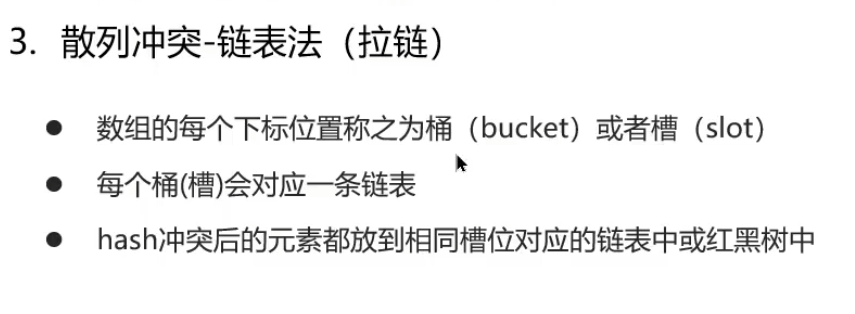 3. 散列冲突-链表法（拉链）
● 数组的每个下标位置称之为桶（bucket）或者槽（slot）
● 每个桶(槽)会对应一条链表
● hash冲突后的元素都放到相同槽位对应的链表中或红黑树中